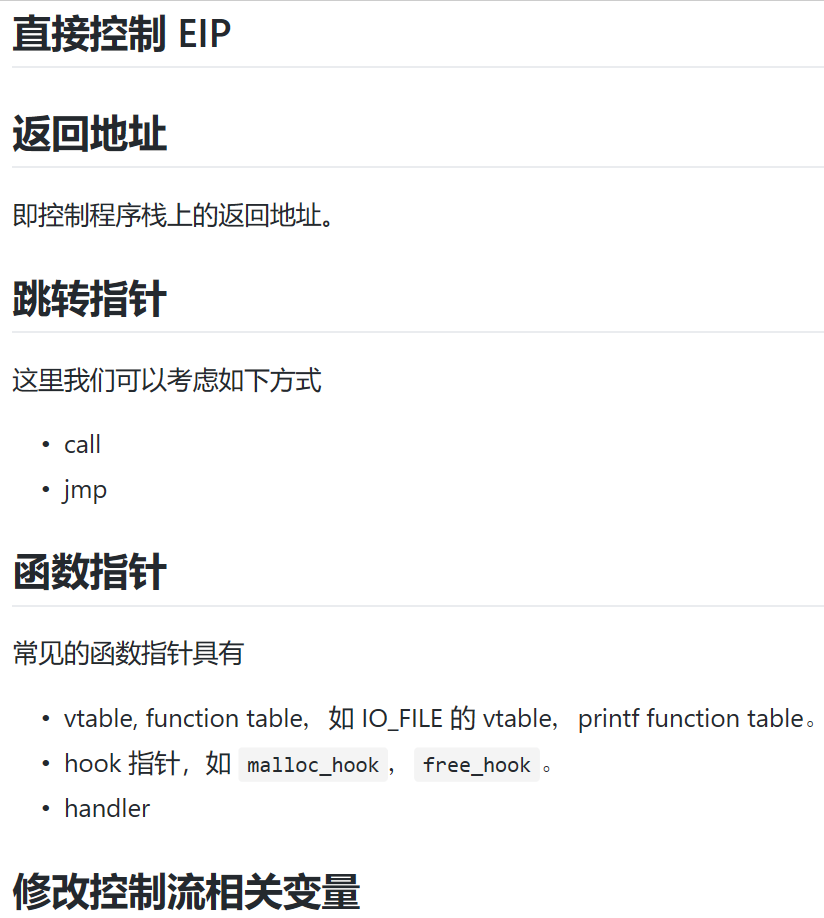 直接控制 EIP
返回地址
即控制程序栈上的返回地址。
跳转指针
这里我们可以考虑如下方式
• call
• jmp
函数指针
常见的函数指针具有
• vtable, function table，如 IO_FILE 的 vtable，printf function table。
• hook 指针，如 malloc_hook，free_hook。
• handler
修改控制流相关变量